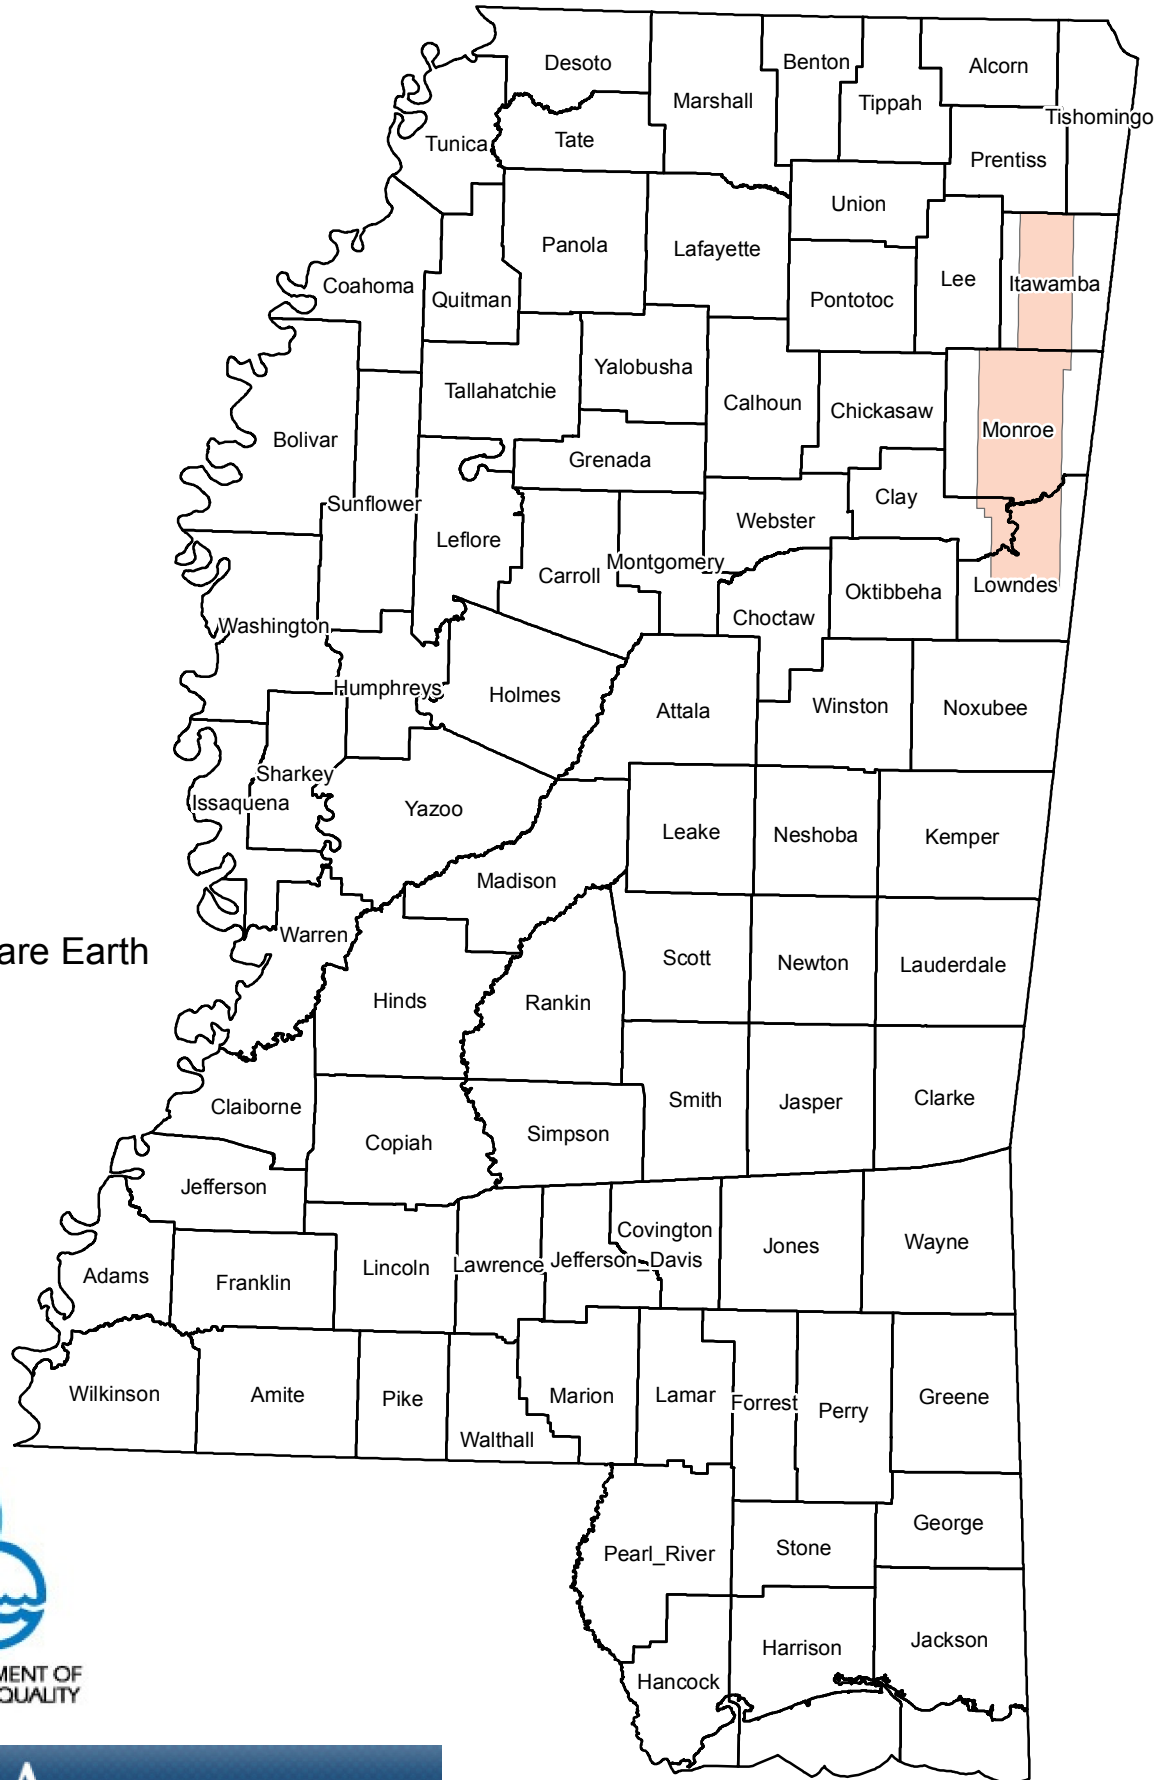 Desoto
Benton
Alcorn
Marshall
Tippah
Tishomingo
Tunica
Tate
Prentiss
Union
Panola
Lafayette
Coahoma
Quitman
Pontotoc
Lee
Itawamba
Yalobusha
Tallahatchie
Calhoun
Chickasaw
Monroe
Bolivar
Grenada
Sunflower
Clay
Leflore
Webster
Carroll
Montgomery
Oktibbeha
Lowndes
Choctaw
Washington
Humphreys
Holmes
Attala
Winston
Noxubee
Sharkey
Issaquena
Yazoo
Leake
Neshoba
Kemper
Madison
Warren
are Earth
Scott
Newton
Lauderdale
Hinds
Rankin
Claiborne
Smith
Jasper
Clarke
Copiah
Simpson
Jefferson
Covington
Jones
Wayne
Adams
Franklin
Lincoln
Lawrence
Jefferson_Davis
Wilkinson
Amite
Pike
Marion
Lamar
Forrest
Perry
Greene
Walthall
George
Pearl_River
Stone
Harrison
Jackson
Hancock
MENT OF
QUALITY